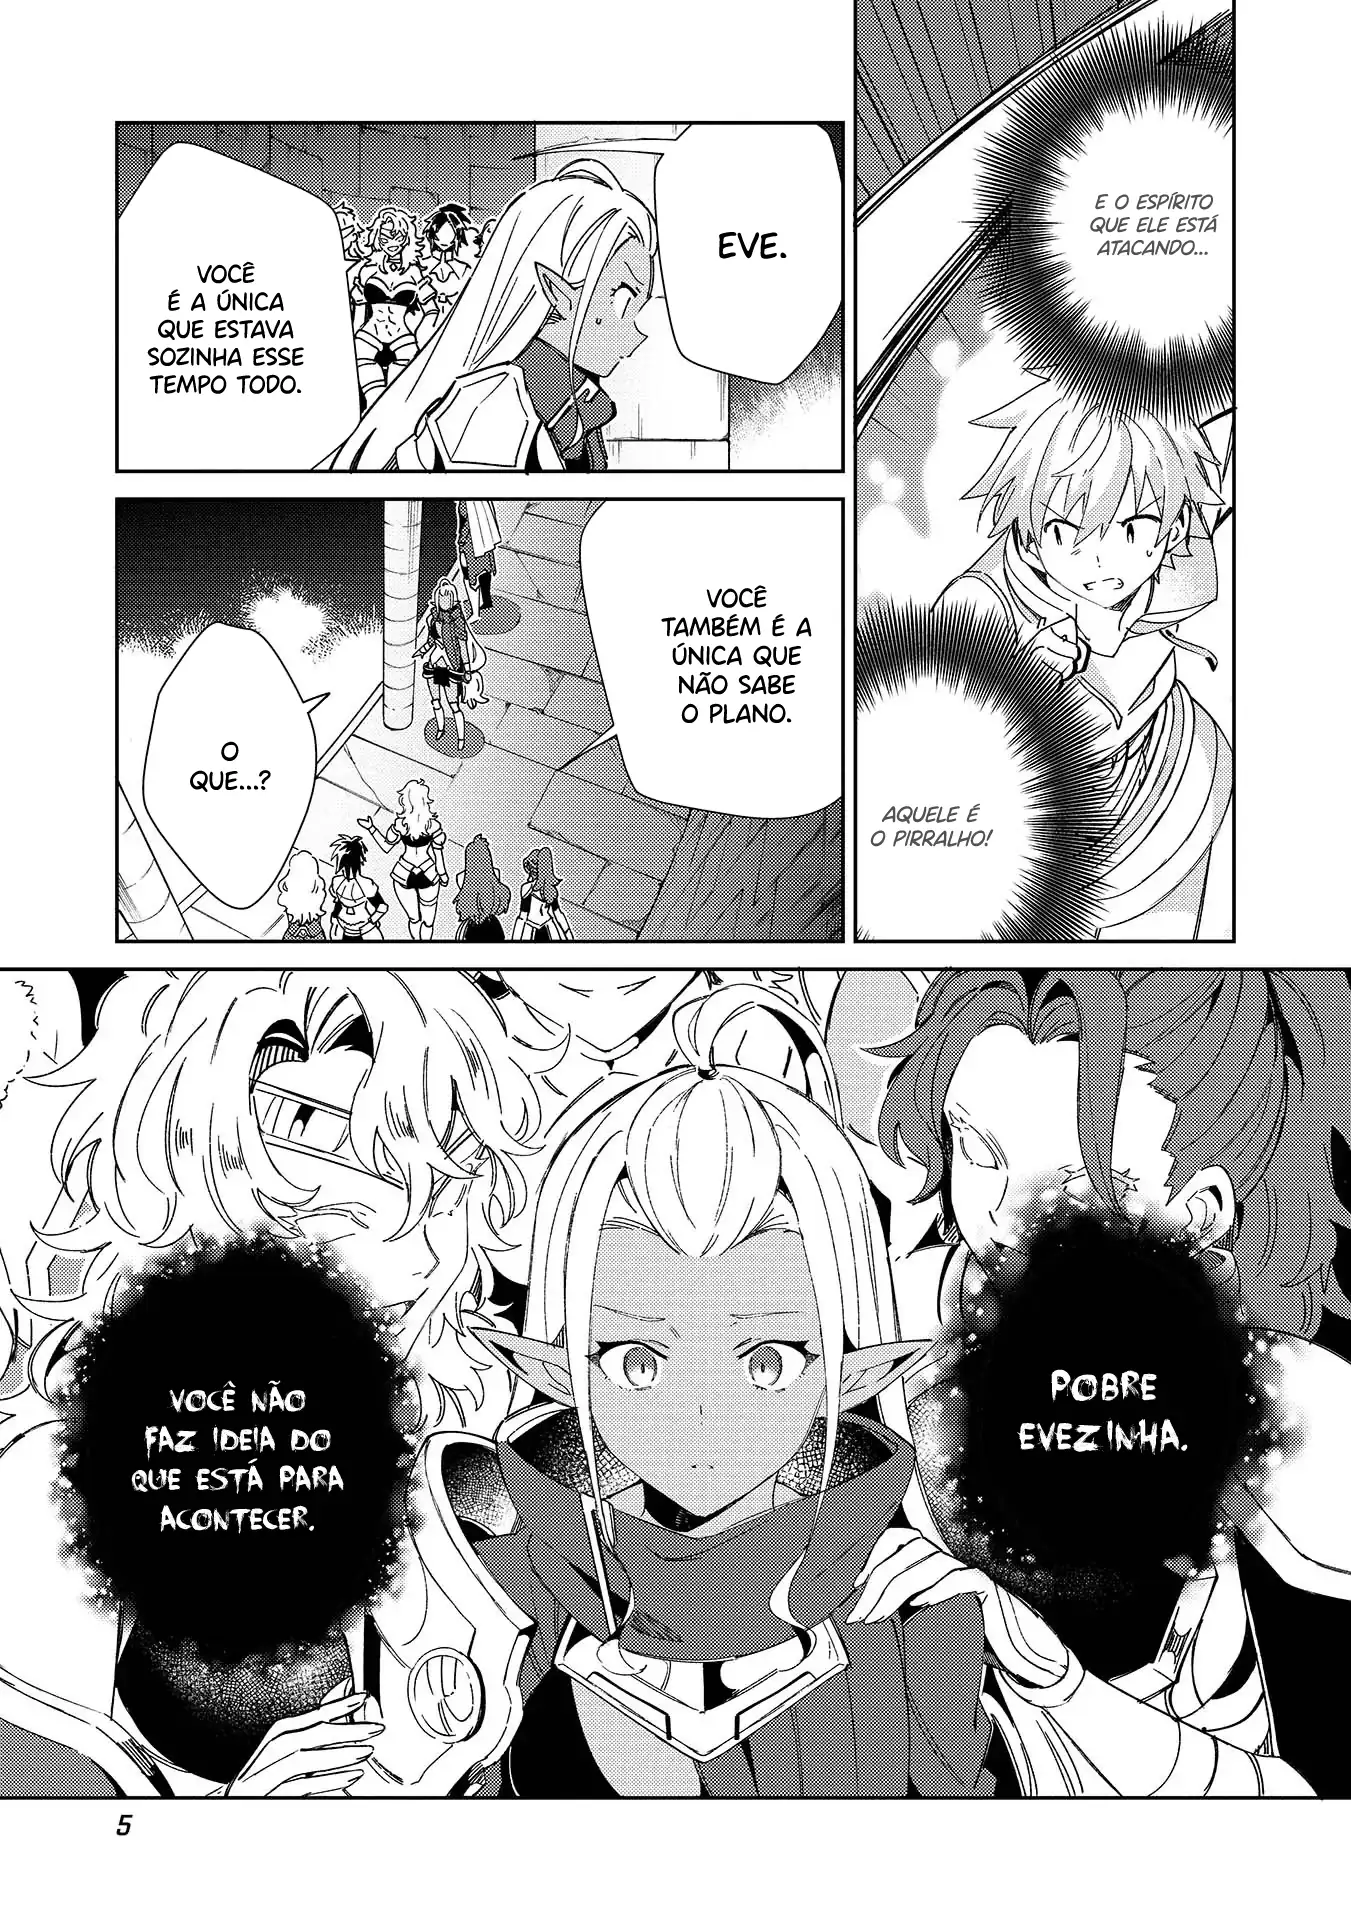 E O ESPÍRITO
QUE ELE ESTÁ
ATACANDO...
AQUELE É
O PIRRALHO!
EVE.
VOCÊ
É A ÚNICA
QUE ESTAVA
SOZINHA ESSE
TEMPO TODO.
VOCÊ
TAMBÉM É A
ÚNICA QUE
NÃO SABE
O PLANO.
O
QUE...?
POBRE
EVEZINHA.
VOCÊ NÃO
FAZ IDEIA DO
QUE ESTÁ PARA
ACONTECER.
5